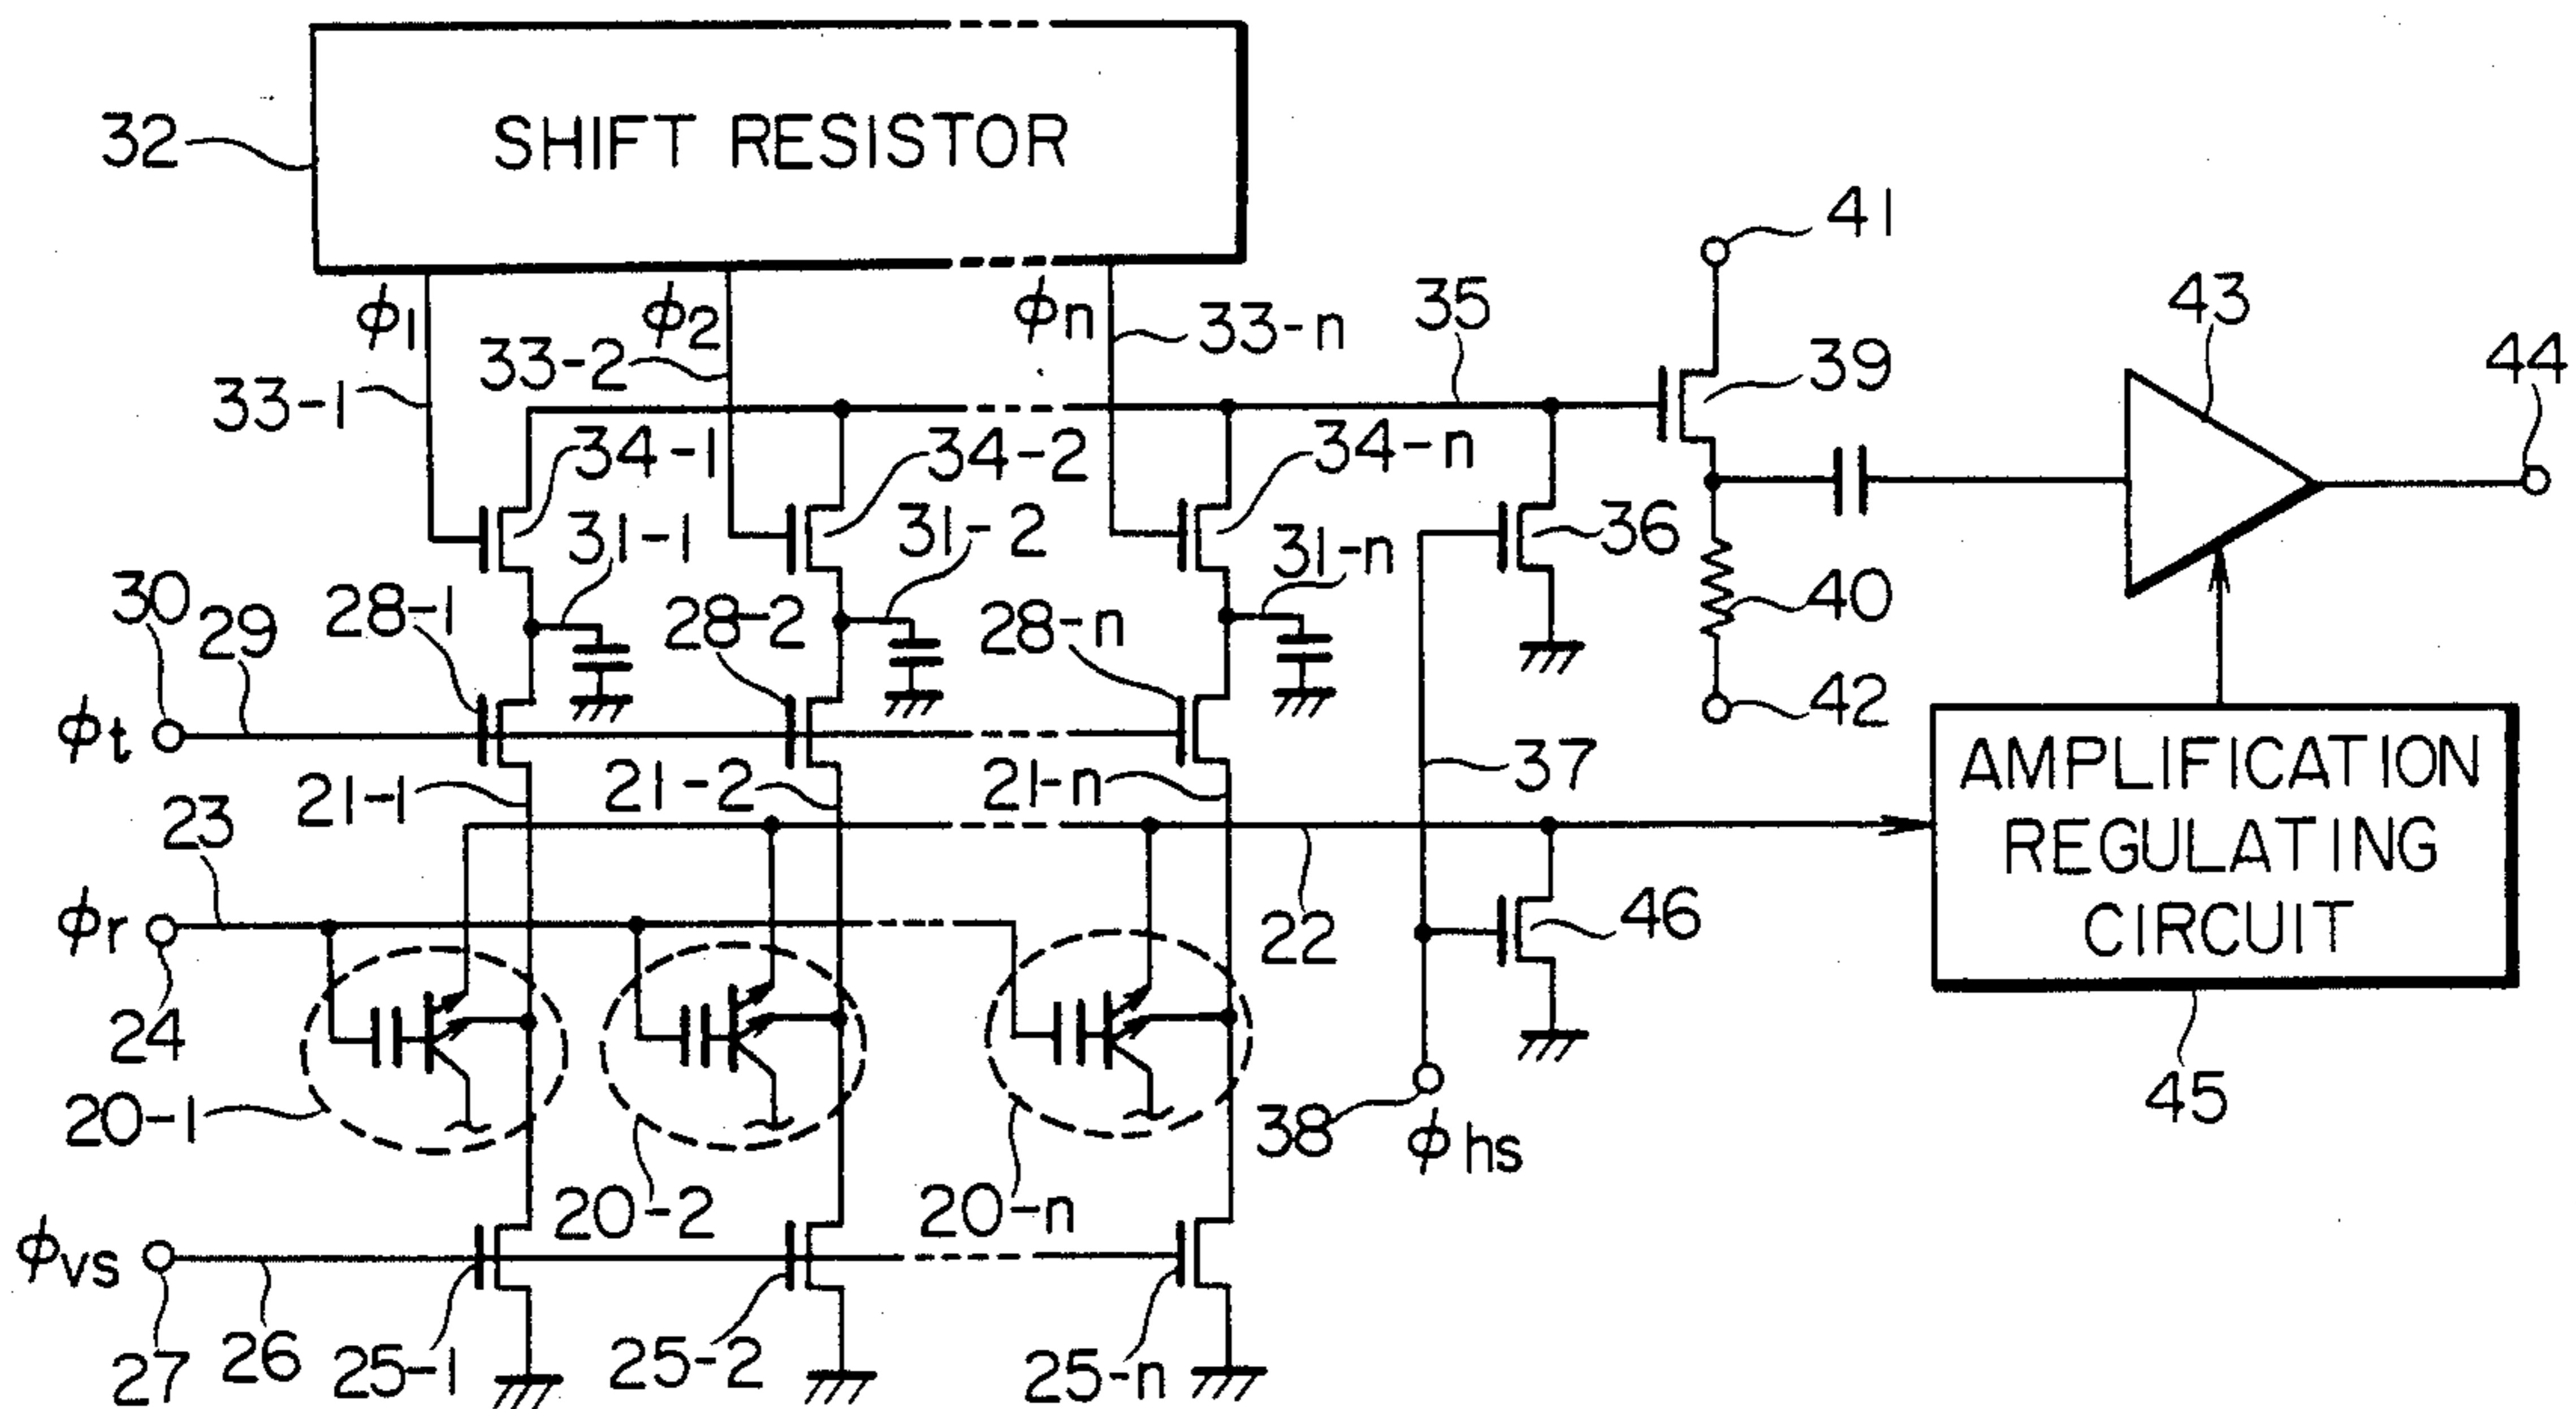 SHIFT RESISTOR
32
41
ϕ1
ϕ2
ϕn
33-n
35
43
33-2
39
44
33-1
34-1
34-2
34-n
31-1
31-2
31-n
36
30
28-1
28-2
28-n
40
29
42
ϕt
37
AMPLIFICATION
REGULATING
CIRCUIT
21-1
21-2
21-n
23
ϕr
46
22
24
45
20-1
38
ϕhs
20-2
20-n
ϕvs
26
25-1
25-2
25-n
27